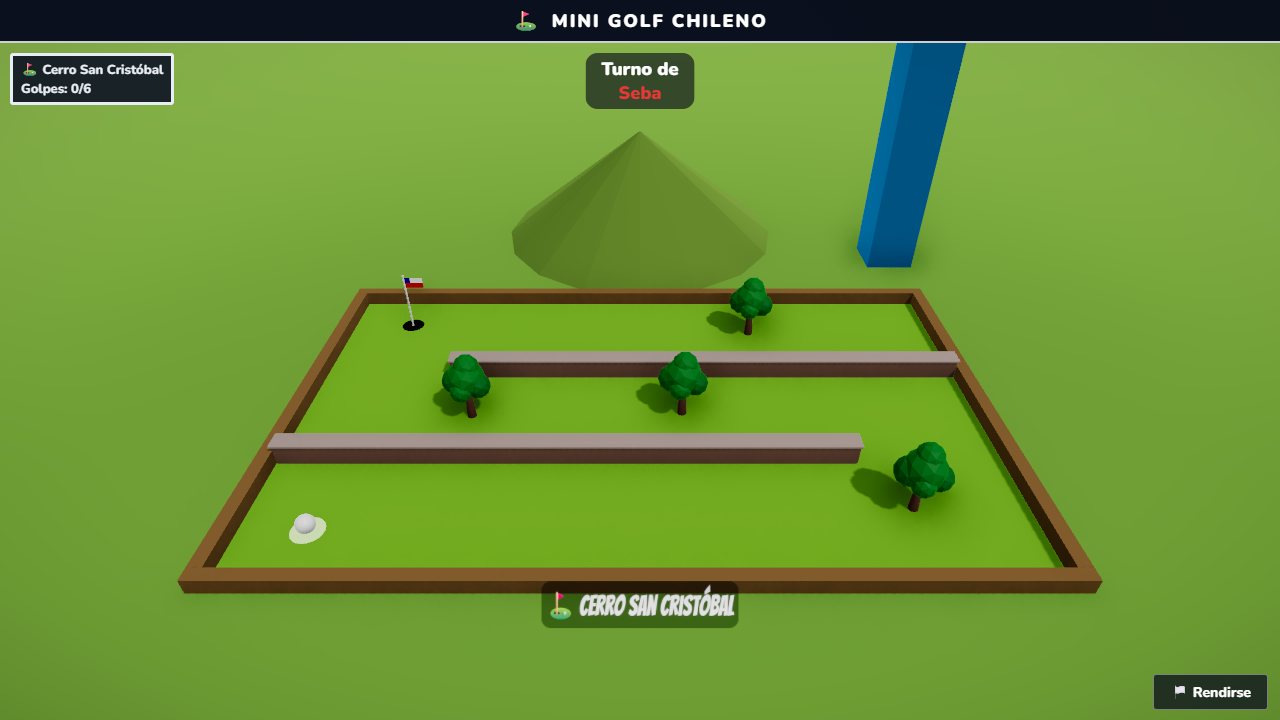 MINI GOLF CHILENO
Cerro San Cristóbal
Golpes: 0/6
Turno de
Seba
CERRO SAN CRISTÓBAL
Rendirse